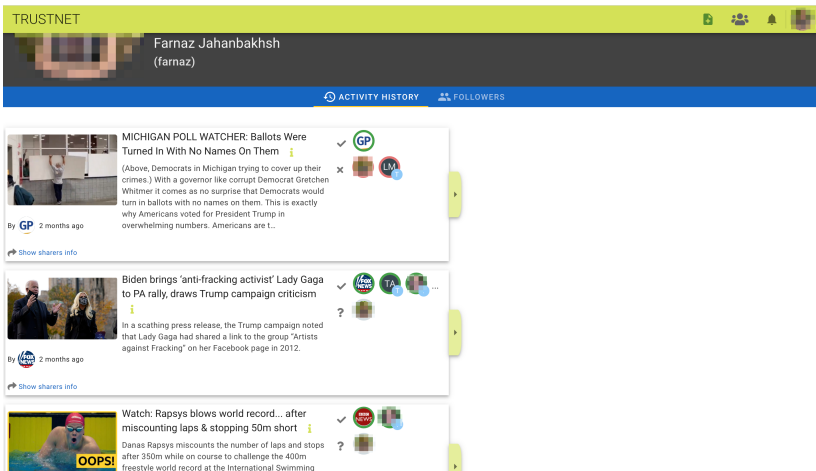 TRUSTNET
Farnaz Jahanbakhsh
(farnaz)
ACTIVITY HISTORY
FOLLOWERS
MICHIGAN POLL WATCHER: Ballots Were
Turned In With No Names On Them
(Above, Democrats in Michigan trying to cover up their
crimes.) With a governor like corrupt Democrat Gretchen
Whitmer it comes as no surprise that Democrats would
turn in ballots with no names on them. This is exactly
why Americans voted for President Trump in
overwhelming numbers. Americans are t...
GP
LM
T
By GP 2 months ago
Show sharers info
Biden brings ‘anti-fracking activist’ Lady Gaga
to PA rally, draws Trump campaign criticism
In a scathing press release, the Trump campaign noted
that Lady Gaga had shared a link to the group “Artists
against Fracking” on her Facebook page in 2012.
FOX NEWS
TA
T
...
?
By FOX NEWS 2 months ago
Show sharers info
Watch: Rapsys blows world record... after
miscounting laps & stopping 50m short
Danas Rapsys miscounts the number of laps and stops
after 350m while on course to challenge the 400m
freestyle world record at the International Swimming
BBC NEWS
?
OOPS!